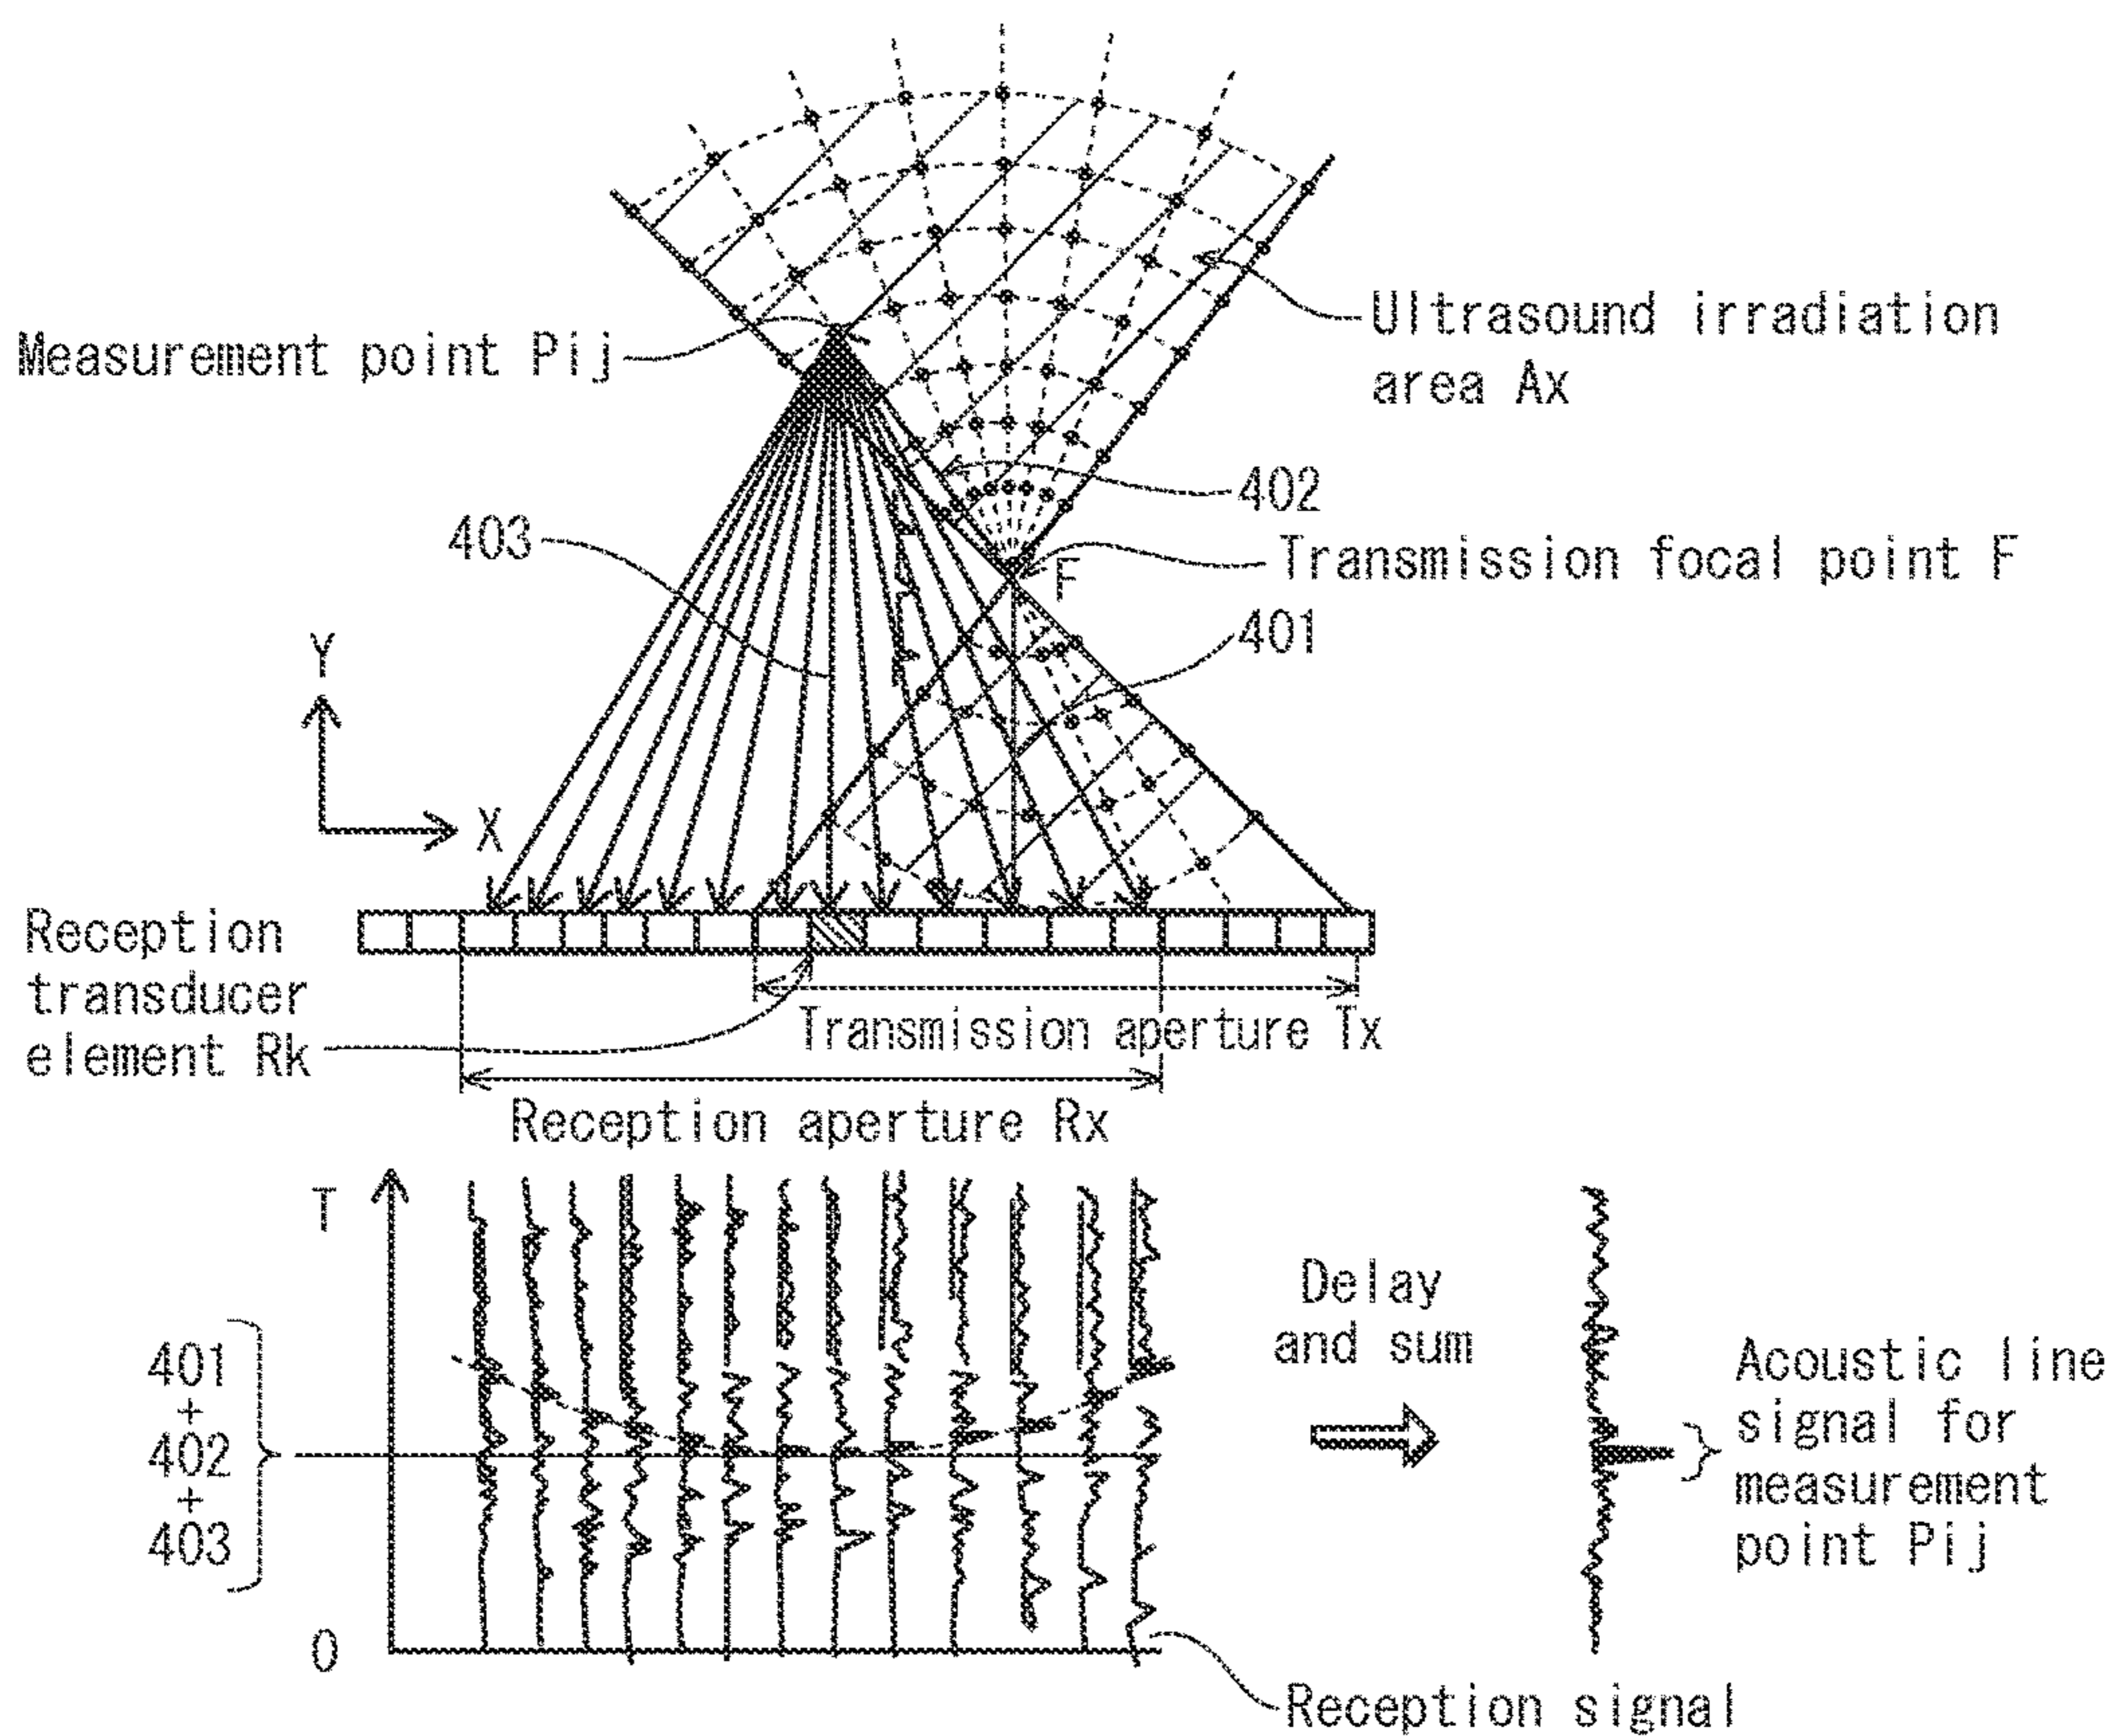 Measurement point Pij
Ultrasound irradiation
area Ax
402
403
Transmission focal point F
F
401
Y
X
Reception
transducer
element Rk
Transmission aperture Tx
Reception aperture Rx
T
401
+
402
+
403
0
Delay
and sum
Acoustic line
signal for
measurement
point Pij
Reception signal